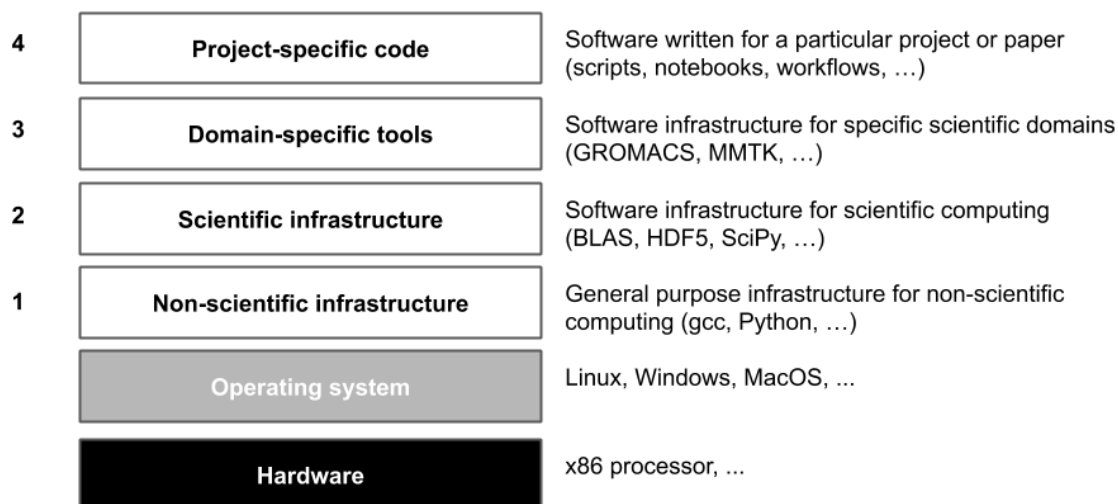 4
Project-specific code
Software written for a particular project or paper
(scripts, notebooks, workflows, …)
3
Domain-specific tools
Software infrastructure for specific scientific domains
(GROMACS, MMTK, …)
2
Scientific infrastructure
Software infrastructure for scientific computing
(BLAS, HDF5, SciPy, …)
1
Non-scientific infrastructure
General purpose infrastructure for non-scientific
computing (gcc, Python, …)
Operating system
Linux, Windows, MacOS, ...
Hardware
x86 processor, ...